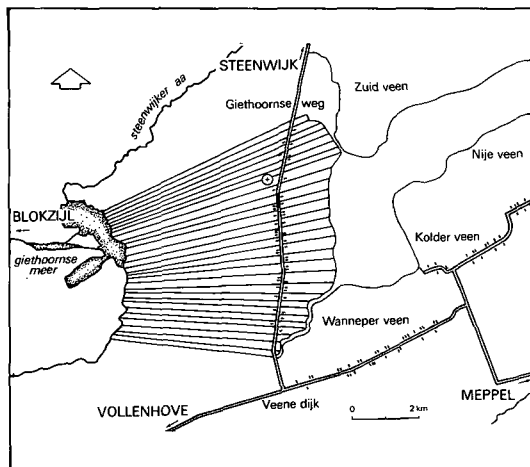 STEENWIJK
steenwijker aa
Giethoornse weg
Zuid veen
Nije veen
BLOKZIJL
giethoornse
meer
Kolder veen
Wanneper veen
VOLLENHOVE
Veene dijk
MEPPEL
0 2 km